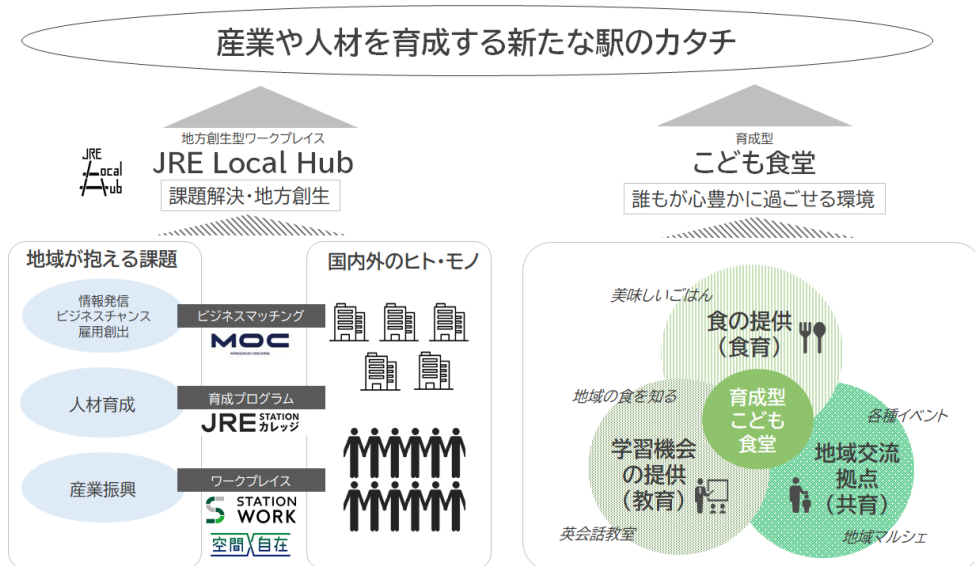 産業や人材を育成する新たな駅のカタチ
地方創生型ワークプレイス
JRE Local Hub
JRE
Local
Hub
課題解決・地方創生
地域が抱える課題
情報発信
ビジネスチャンス
雇用創出
人材育成
産業振興
ビジネスマッチング
MOC
育成プログラム
JRE STATION
カレッジ
ワークプレイス
STATION
WORK
空間自在
国内外のヒト・モノ
育成型
こども食堂
誰もが心豊かに過ごせる環境
美味しいごはん
食の提供
(食育)
地域の食を知る
学習機会
の提供
(教育)
英会話教室
育成型
こども
食堂
各種イベント
地域交流
拠点
(共育)
地域マルシェ